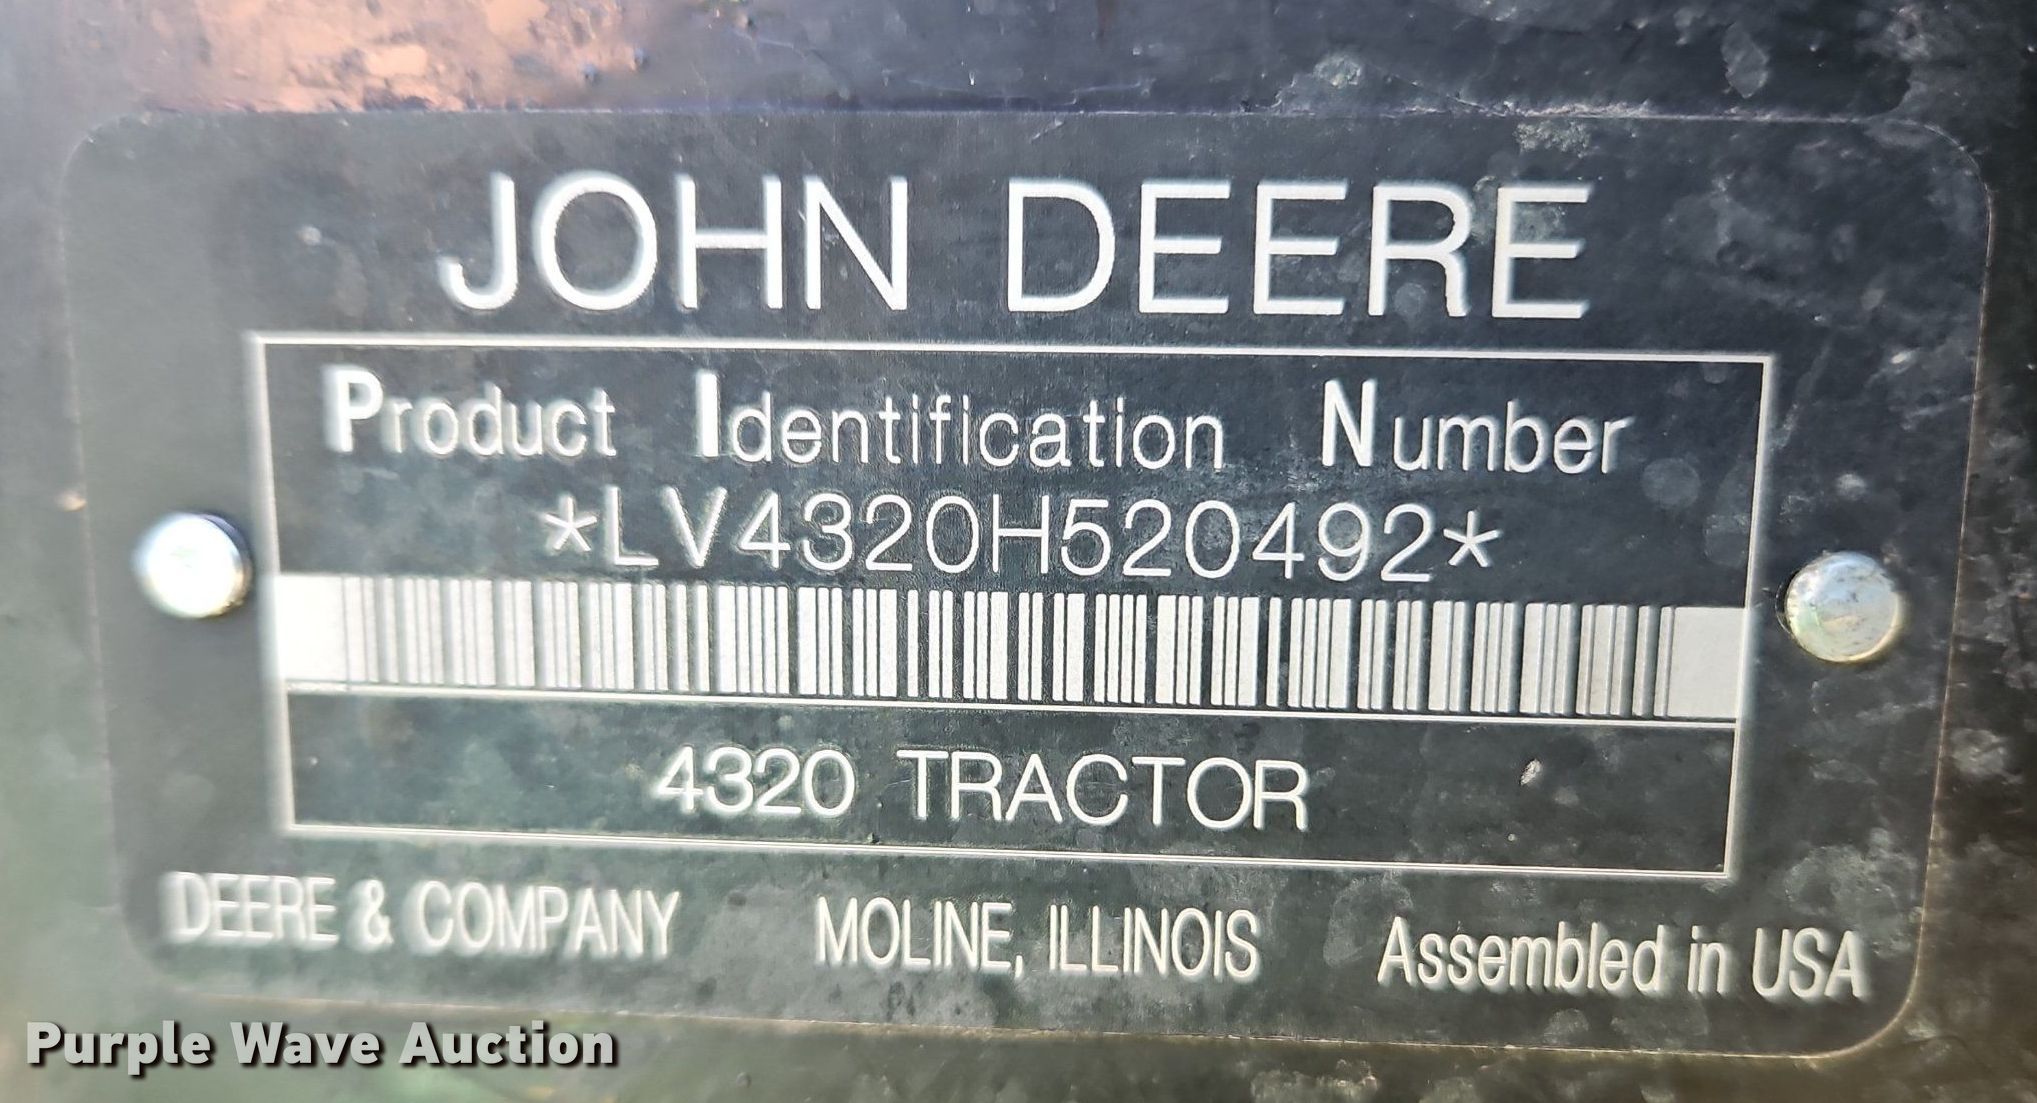 JOHN DEERE
Product Identification Number
*LV4320H520492*
4320 TRACTOR
DEERE & COMPANY MOLINE, ILLINOIS Assembled in USA
Purple Wave Auction